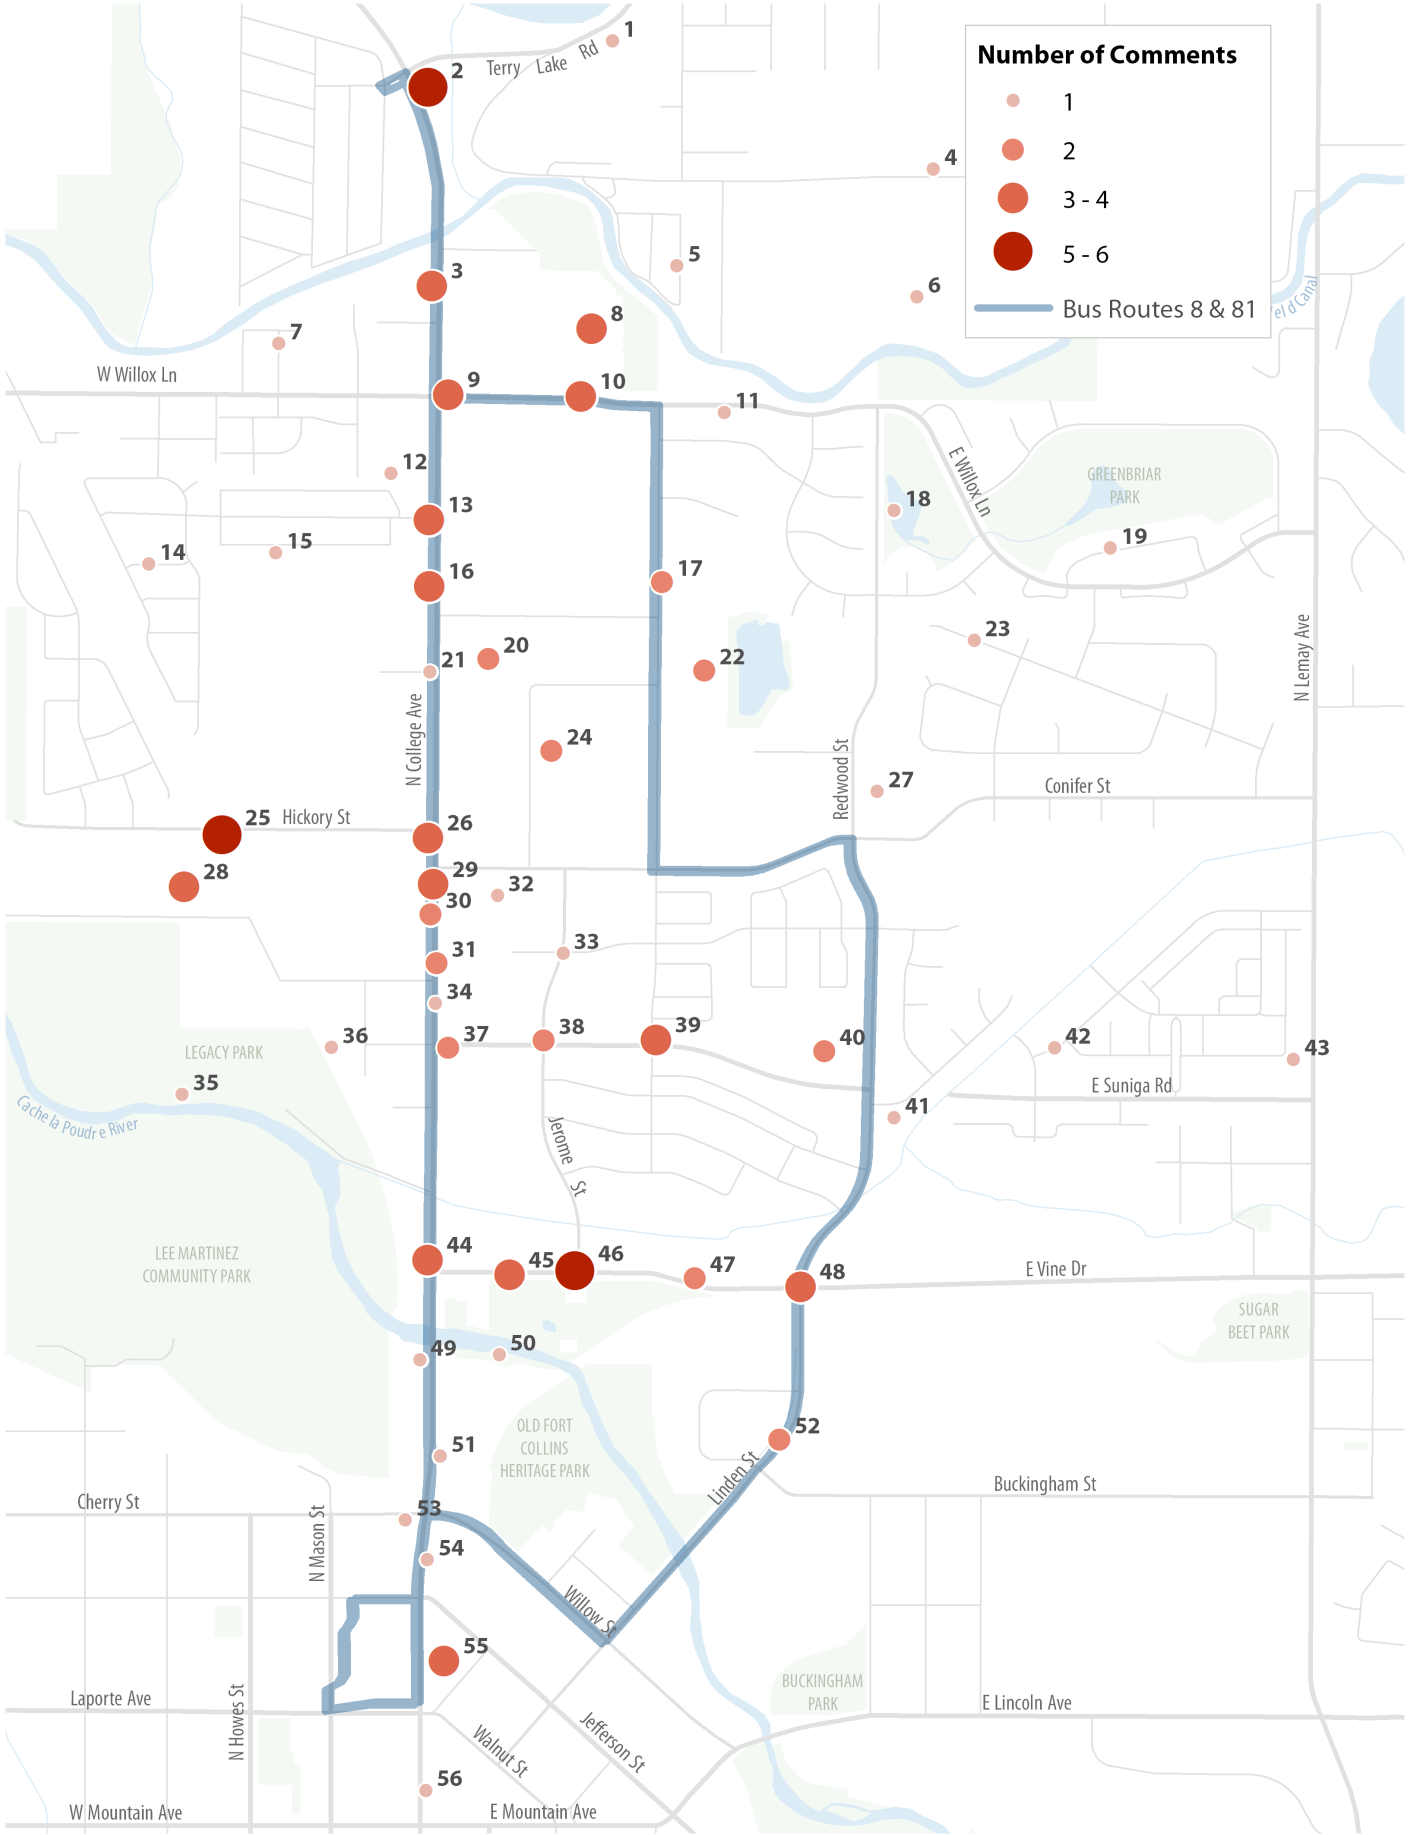 1
Terry Lake Rd
2
Number of Comments
1
2
3 - 4
5 - 6
Bus Routes 8 & 81
4
5
3
6
8
7
W Willox Ln
9
10
11
12
E Willox Ln
GREENBRIAR
PARK
18
13
19
15
14
16
17
23
20
21
22
N Lemay Ave
N College Ave
24
Redwood St
27
Conifer St
25
Hickory St
26
28
29
32
30
33
31
34
36
37
38
39
40
42
43
LEGACY PARK
35
Cache la Poudre River
E Suniga Rd
41
Jerome St
44
45
46
47
48
LEE MARTINEZ
COMMUNITY PARK
E Vine Dr
SUGAR
BEET PARK
49
50
OLD FORT
COLLINS
HERITAGE PARK
52
51
Linden St
Buckingham St
Cherry St
53
N Mason St
54
Willow St
55
BUCKINGHAM
PARK
Laporte Ave
N Howes St
E Lincoln Ave
Walnut St
Jefferson St
56
W Mountain Ave
E Mountain Ave